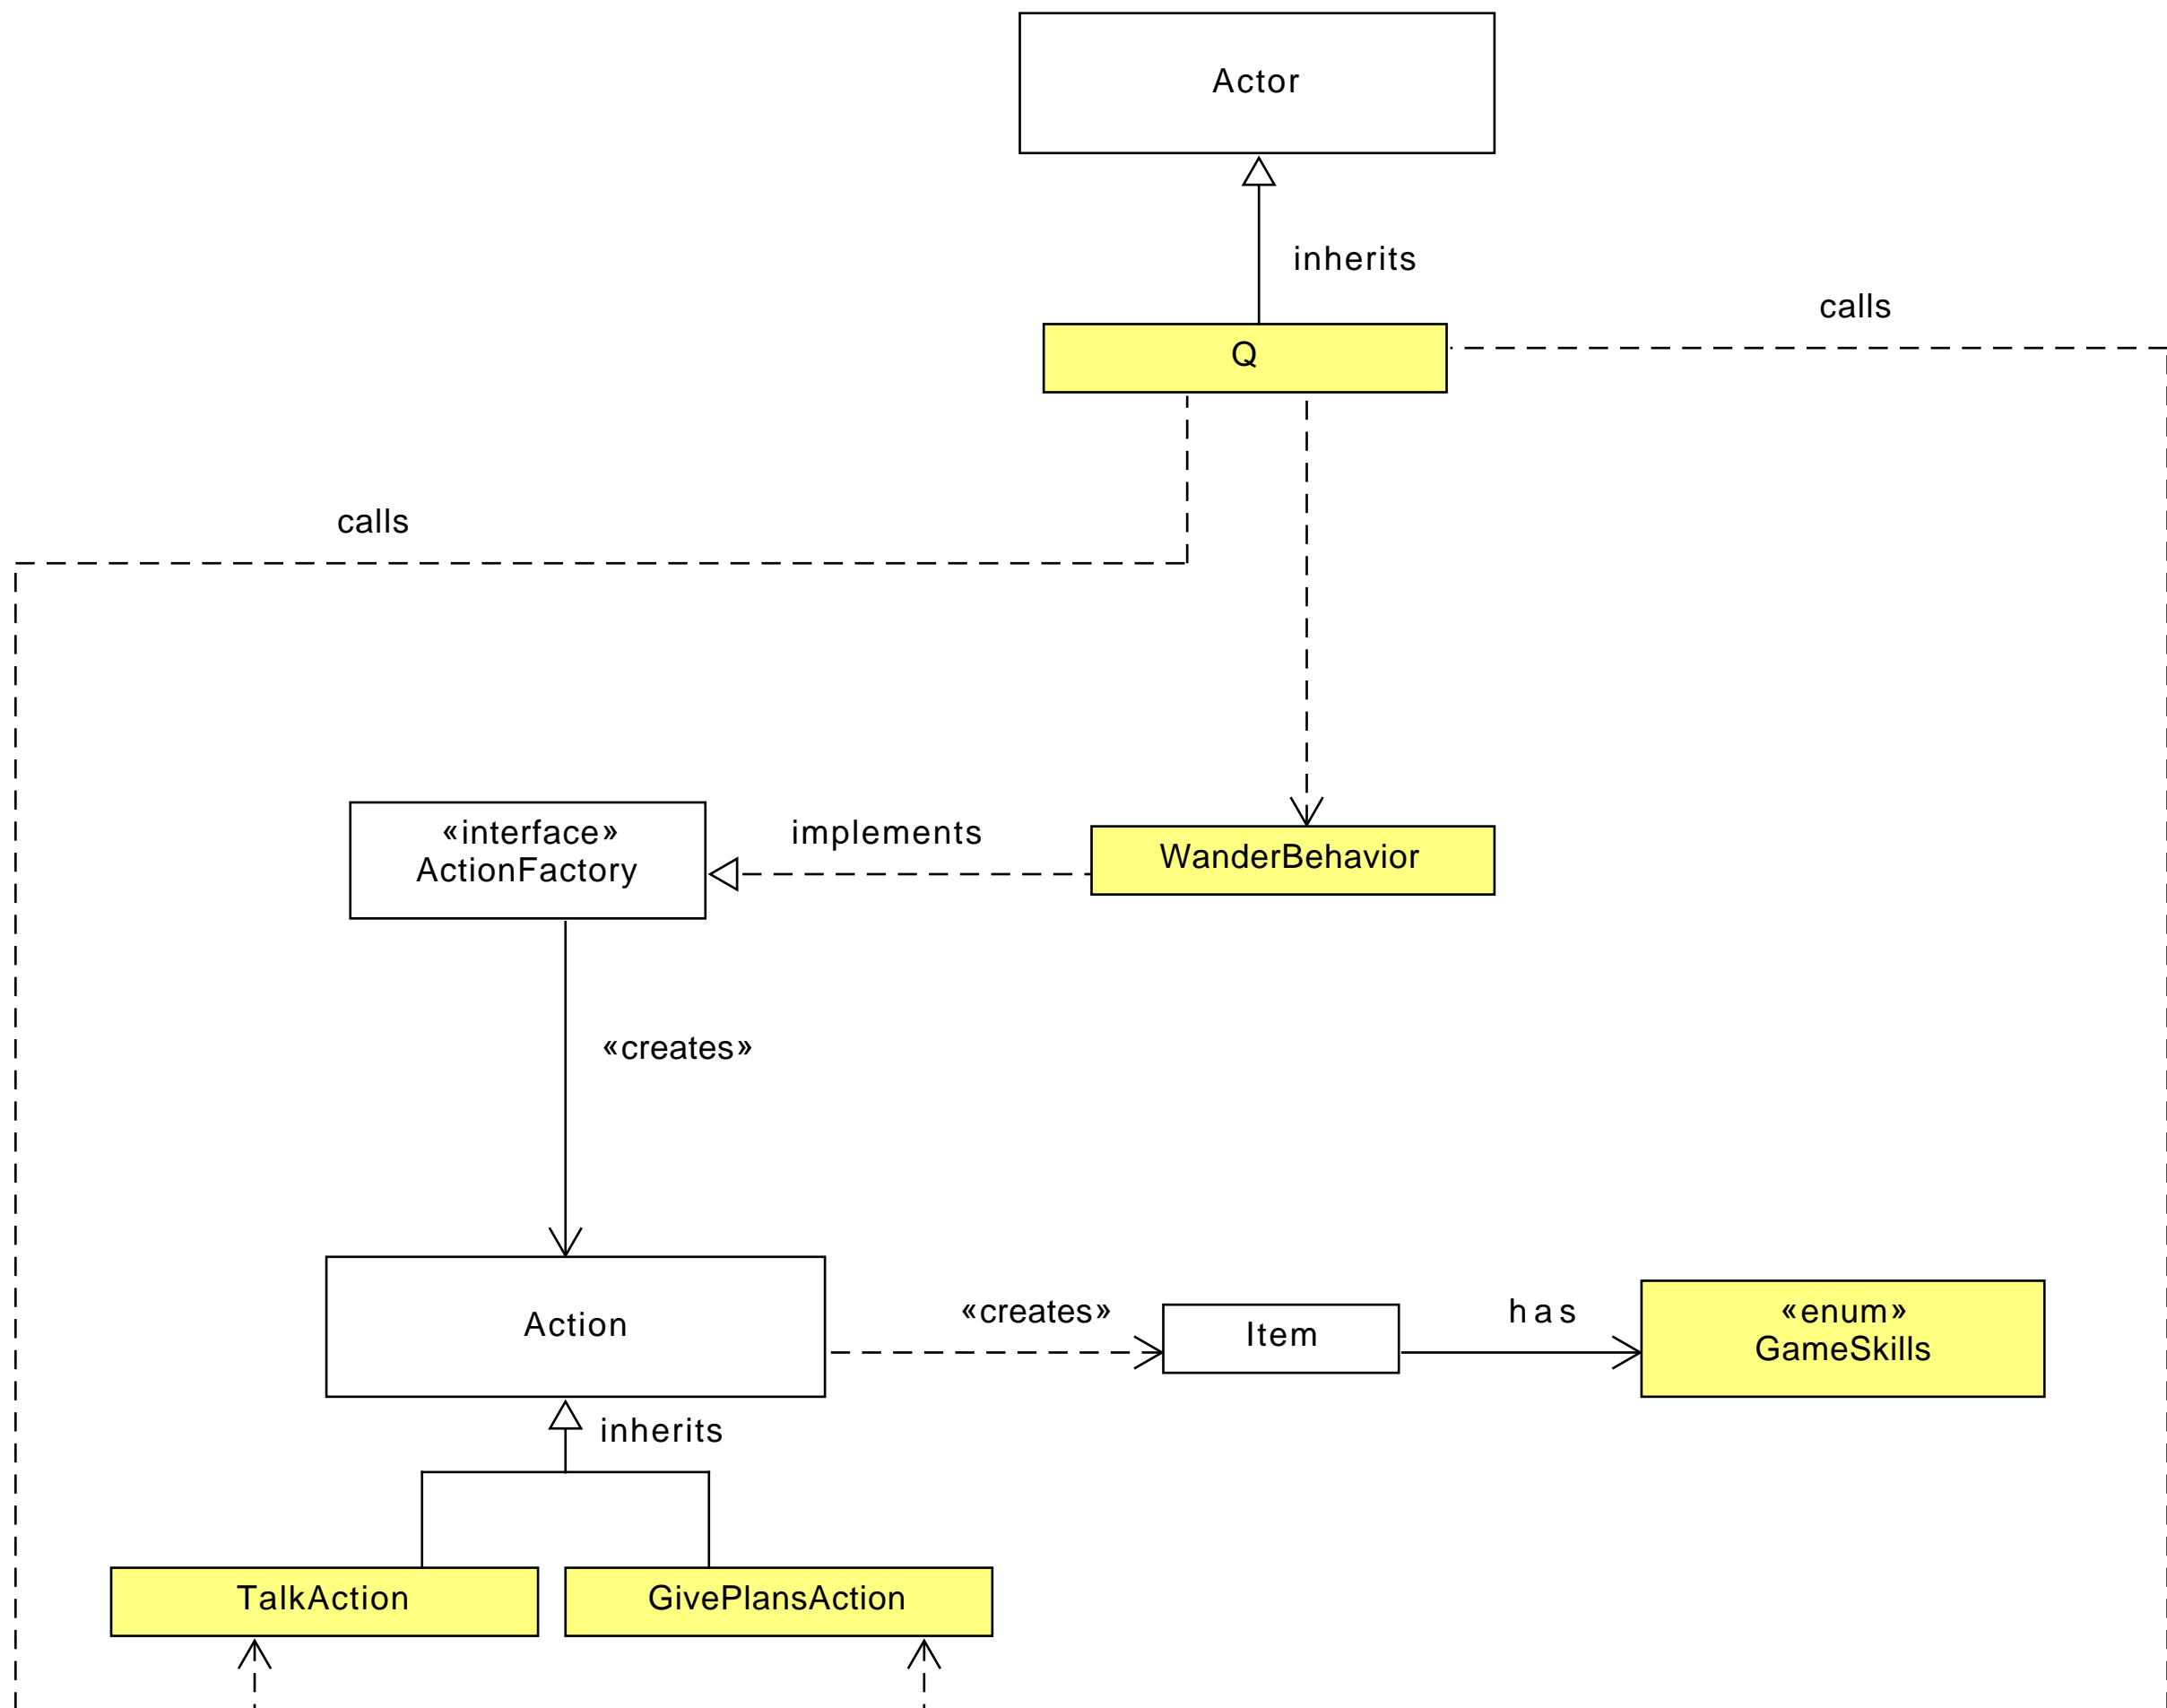 Actor
inherits
calls
Q
calls
«interface»
ActionFactory
implements
WanderBehavior
«creates»
Action
«creates»
Item
has
«enum»
GameSkills
inherits
TalkAction
GivePlansAction